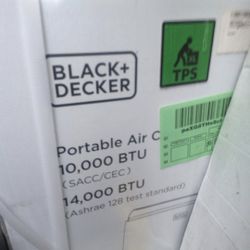 BLACK+
DECKER
TPS
Portable Air C
10,000 BTU
(SACC/CEC)
14,000 BTU
(Ashrae 128 test standard)